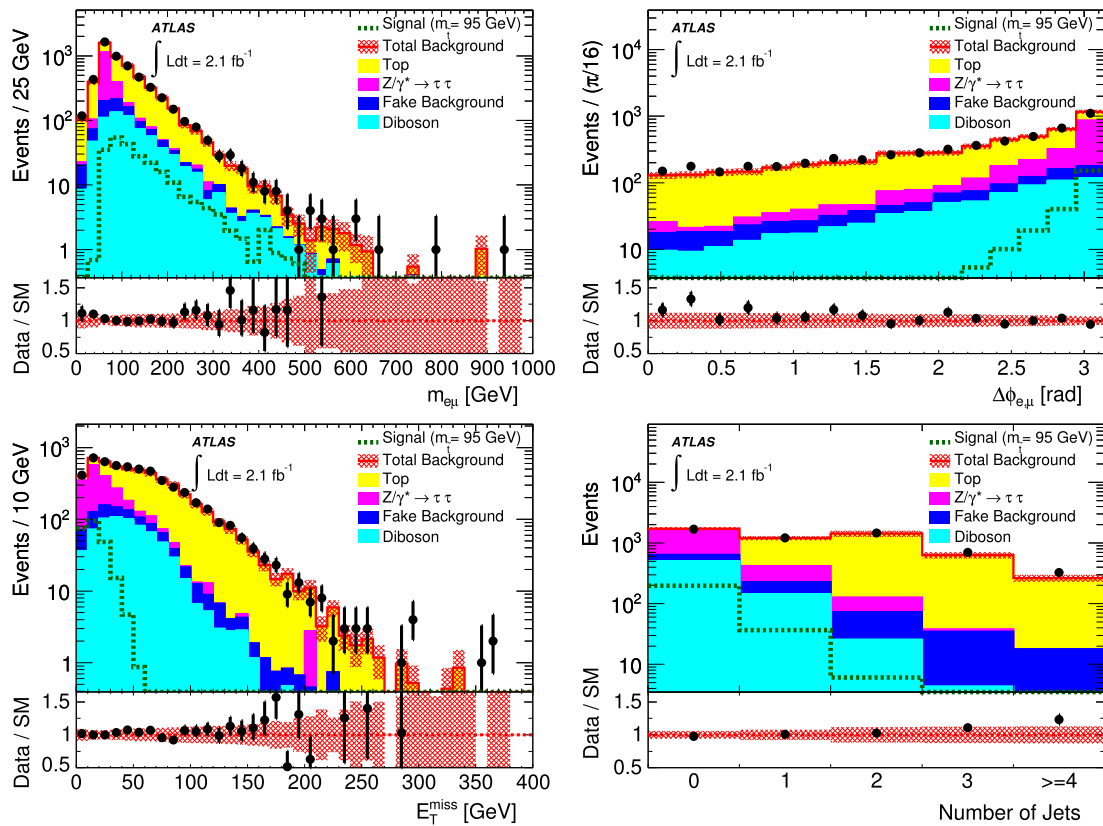 ATLAS
∫ Ldt = 2.1 fb⁻¹
Signal (m_t̃ = 95 GeV)
Total Background
Top
Z/γ* → τ τ
Fake Background
Diboson
Events / 25 GeV
10³
10²
10
1
Data / SM
1.5
1
0.5
0 100 200 300 400 500 600 700 800 900 1000
m_eμ [GeV]
ATLAS
∫ Ldt = 2.1 fb⁻¹
Signal (m_t̃ = 95 GeV)
Total Background
Top
Z/γ* → τ τ
Fake Background
Diboson
Events / (π/16)
10⁴
10³
10²
10
Data / SM
1.5
1
0.5
0 0.5 1 1.5 2 2.5 3
Δϕ_e,μ [rad]
ATLAS
∫ Ldt = 2.1 fb⁻¹
Signal (m_t̃ = 95 GeV)
Total Background
Top
Z/γ* → τ τ
Fake Background
Diboson
Events / 10 GeV
10³
10²
10
1
Data / SM
1.5
1
0.5
0 50 100 150 200 250 300 350 400
E_T^miss [GeV]
ATLAS
∫ Ldt = 2.1 fb⁻¹
Signal (m_t̃ = 95 GeV)
Total Background
Top
Z/γ* → τ τ
Fake Background
Diboson
Events
10⁴
10³
10²
10
Data / SM
1.5
1
0.5
0 1 2 3 >=4
Number of Jets